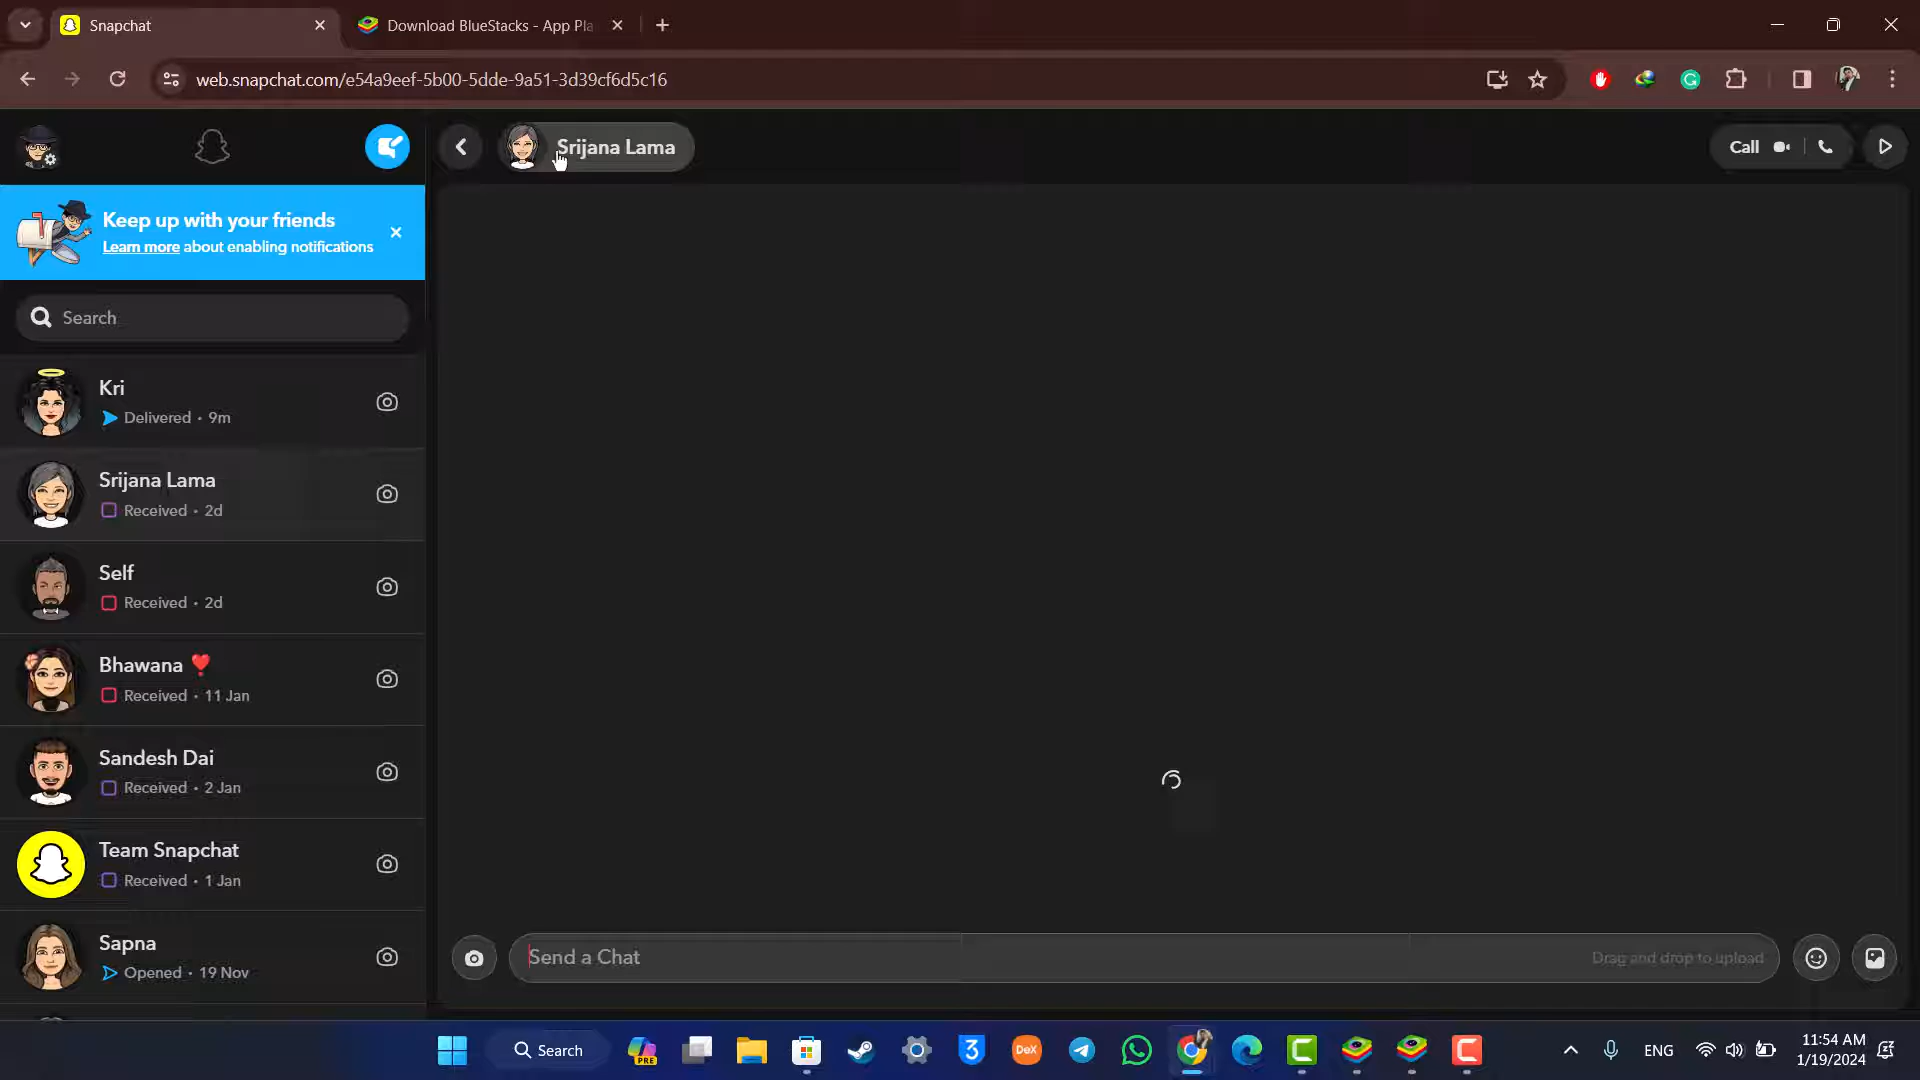 Snapchat
Download BlueStacks - App Pla
web.snapchat.com/e54a9eef-5b00-5dde-9a51-3d39cf6d5c16
Srijana Lama
Call
Keep up with your friends
Learn more about enabling notifications
Search
Kri
Delivered · 9m
Srijana Lama
Received · 2d
Self
Received · 2d
Bhawana ❣️
Received · 11 Jan
Sandesh Dai
Received · 2 Jan
Team Snapchat
Received · 1 Jan
Sapna
Opened · 19 Nov
Send a Chat
Drag and drop to upload
Search
PRE
3
DeX
ENG
11:54 AM
1/19/2024